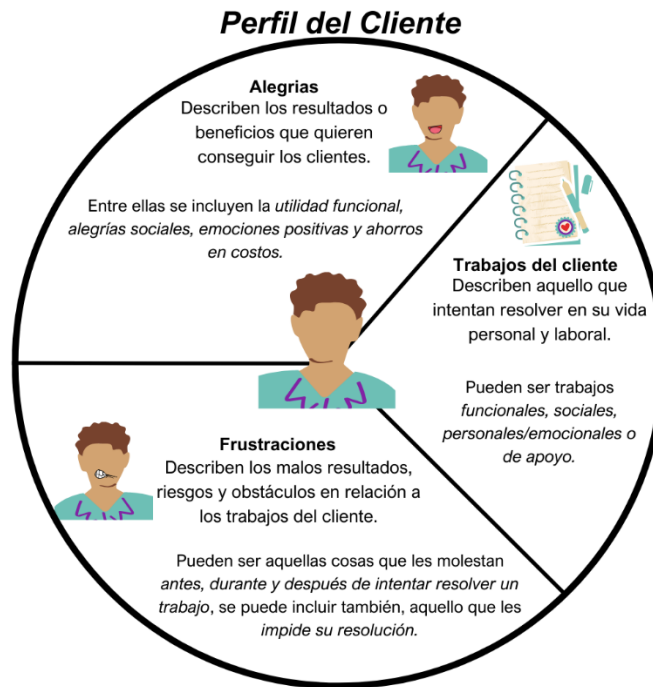 Perfil del Cliente
Alegrias
Describen los resultados o
beneficios que quieren
conseguir los clientes.
Entre ellas se incluyen la utilidad funcional,
alegrías sociales, emociones positivas y ahorros
en costos.
Trabajos del cliente
Describen aquello que
intentan resolver en su vida
personal y laboral.
Pueden ser trabajos
funcionales, sociales,
personales/emocionales o
de apoyo.
Frustraciones
Describen los malos resultados,
riesgos y obstáculos en relación a
los trabajos del cliente.
Pueden ser aquellas cosas que les molestan
antes, durante y después de intentar resolver un
trabajo, se puede incluir también, aquello que les
impide su resolución.